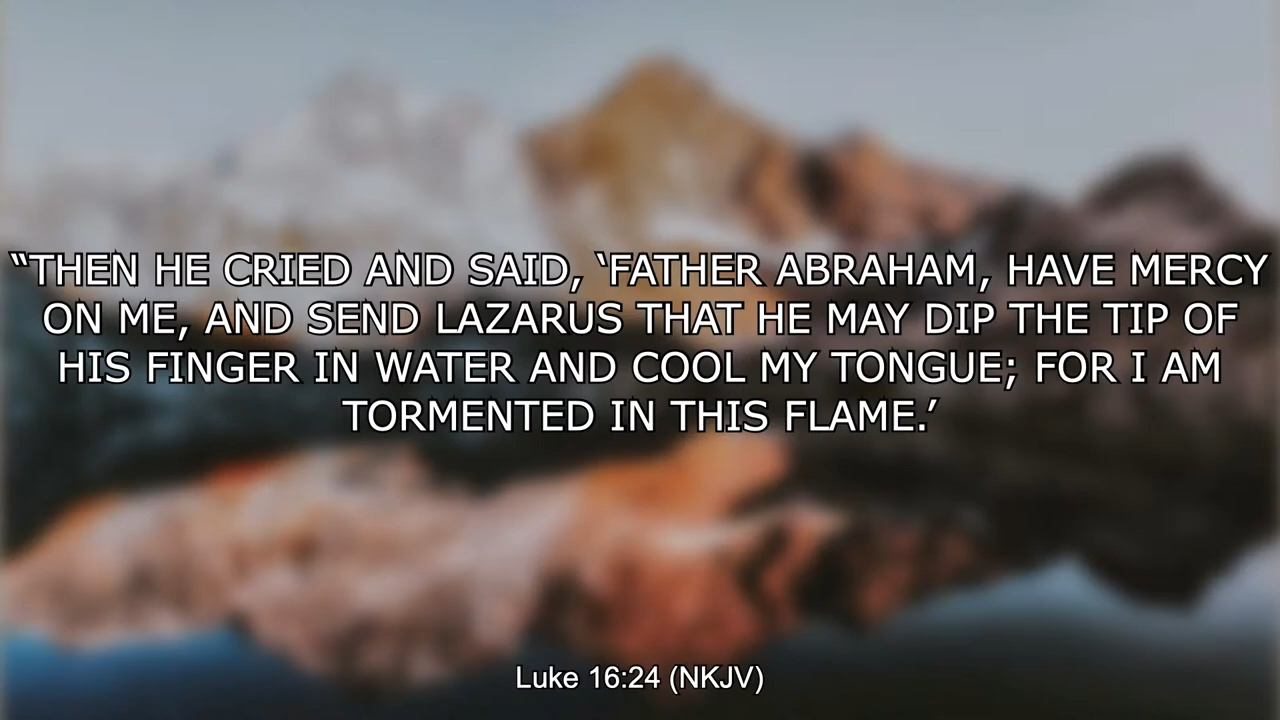 “THEN HE CRIED AND SAID, ‛FATHER ABRAHAM, HAVE MERCY
ON ME, AND SEND LAZARUS THAT HE MAY DIP THE TIP OF
HIS FINGER IN WATER AND COOL MY TONGUE; FOR I AM
TORMENTED IN THIS FLAME.’
Luke 16:24 (NKJV)